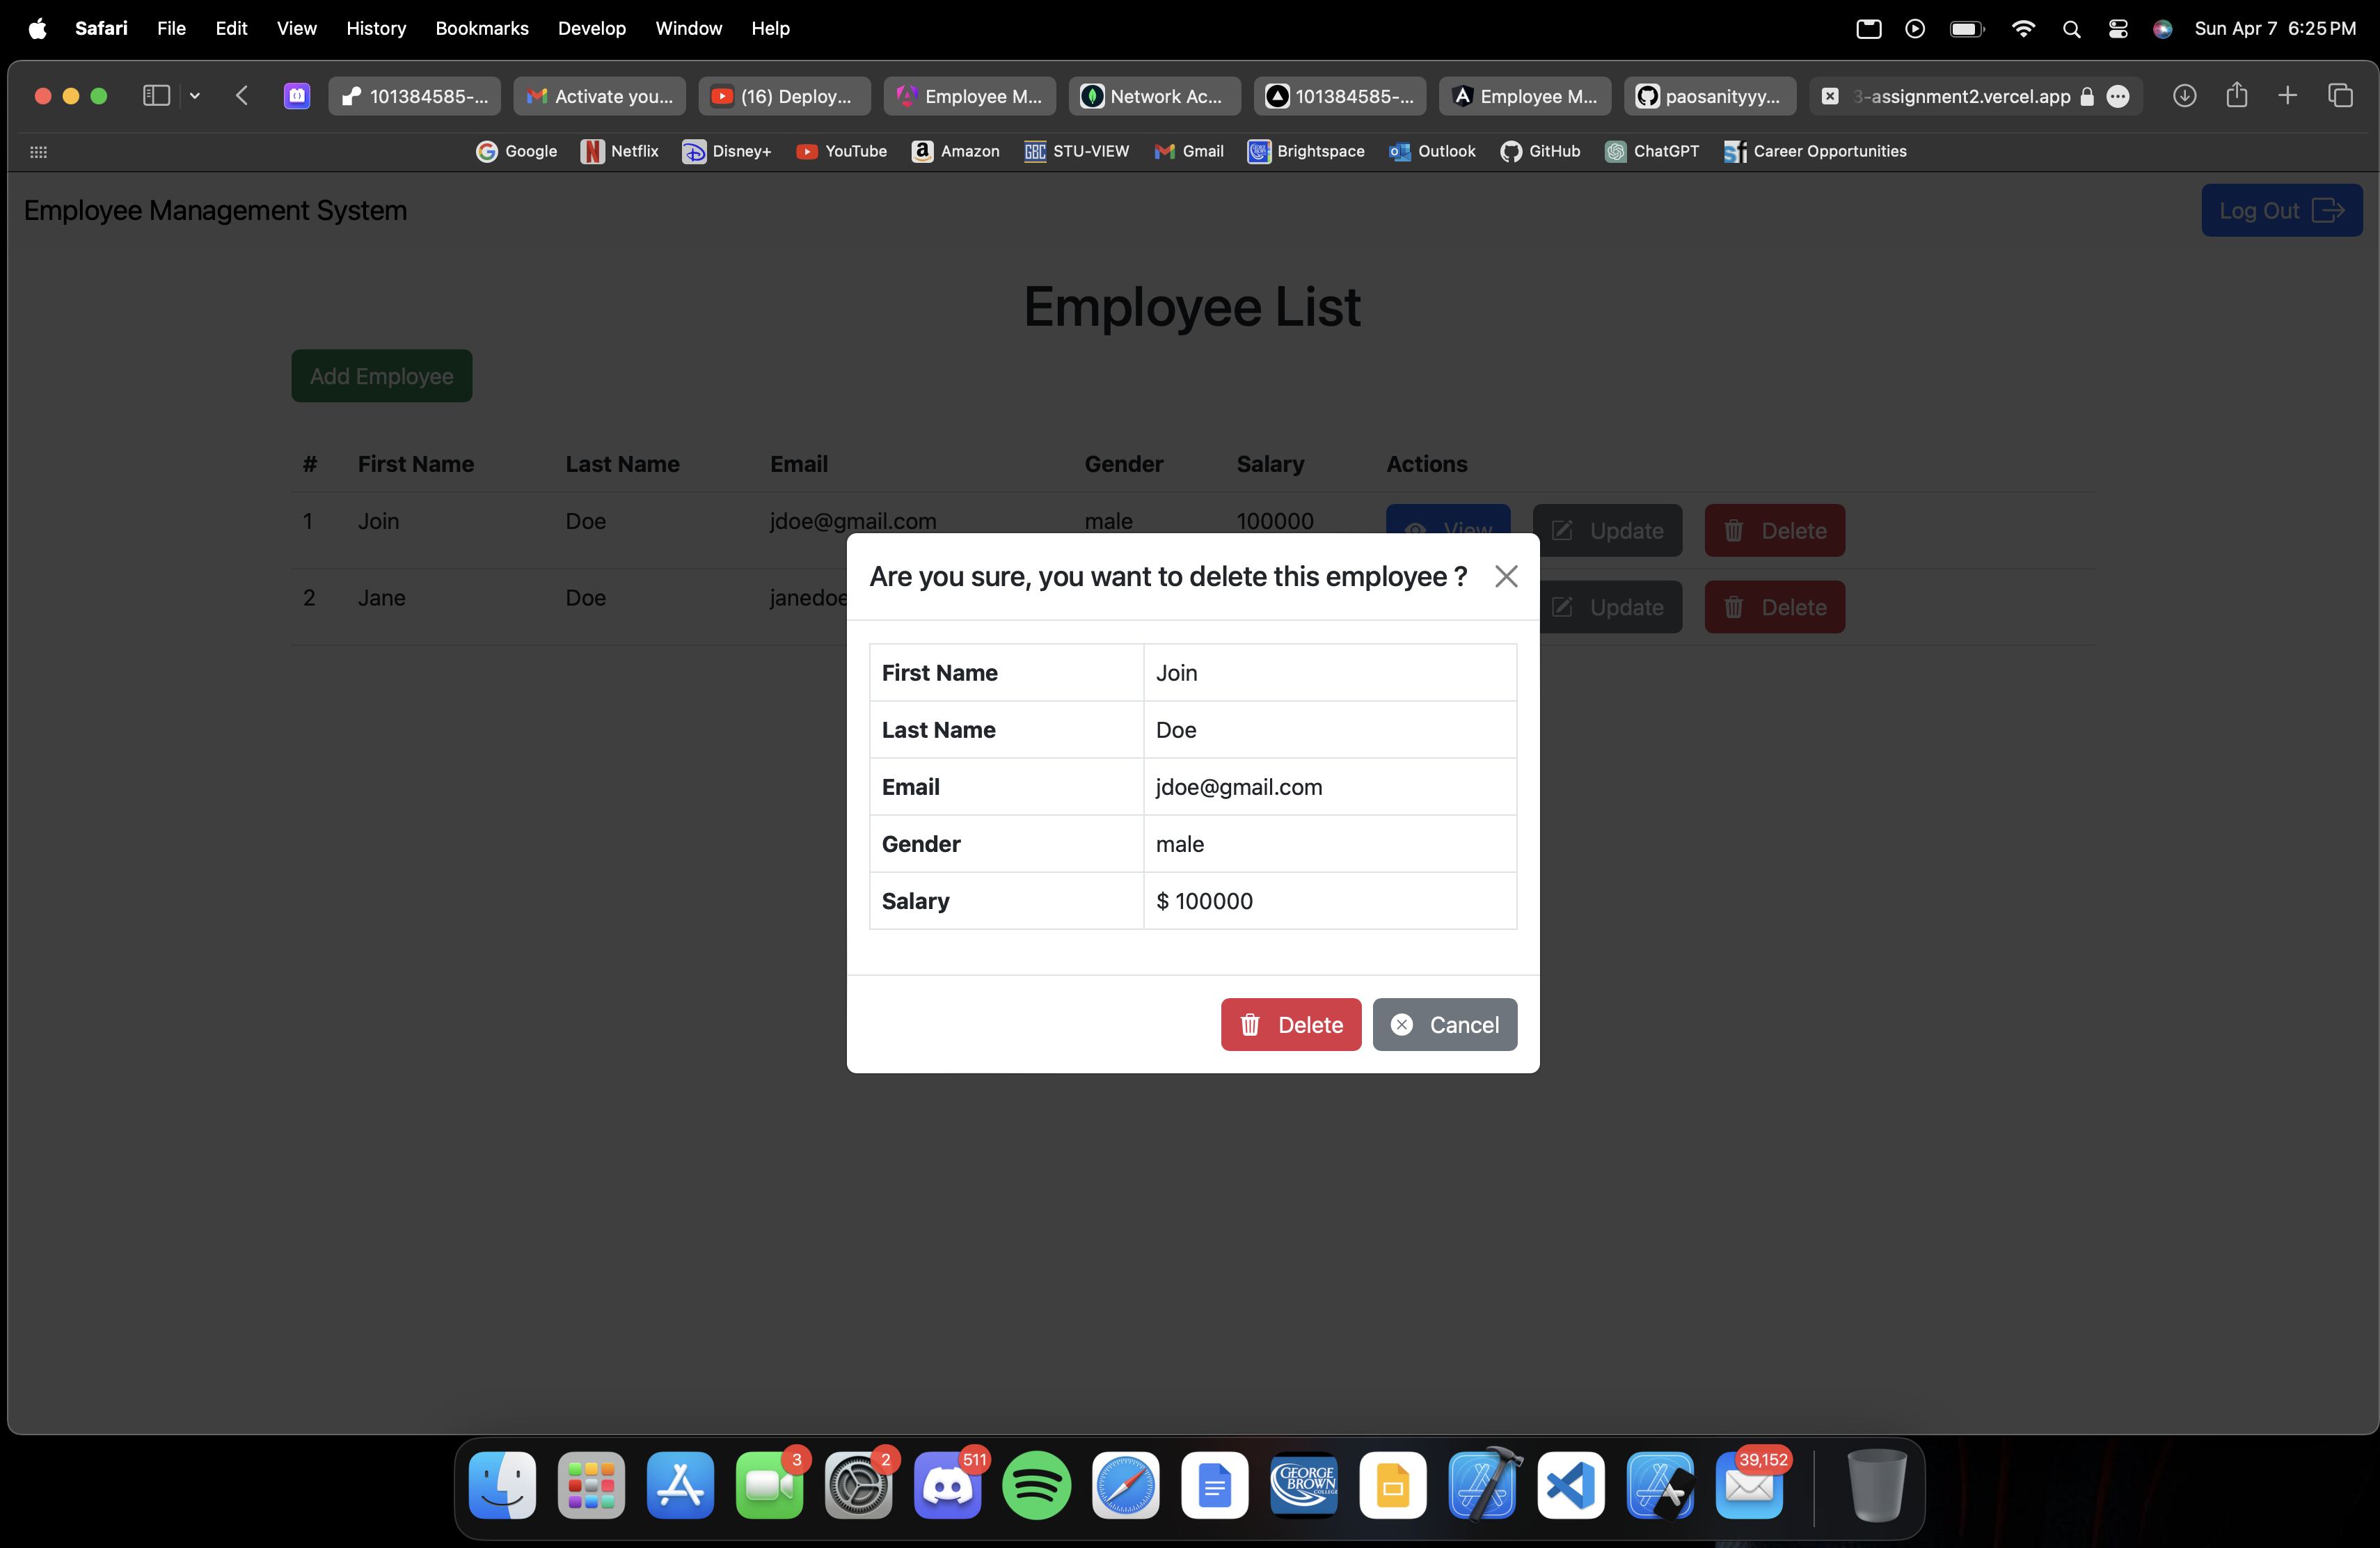 Safari File Edit View History Bookmarks Develop Window Help Sun Apr 7 6:25 PM
101384585-... Activate you... (16) Deploy... Employee M... Network Ac... 101384585-... Employee M... paosanityyy... 3-assignment2.vercel.app
Google Netflix Disney+ YouTube Amazon GBC STU-VIEW Gmail Brightspace Outlook GitHub ChatGPT Career Opportunities
Employee Management System Log Out
Employee List
Add Employee
# First Name Last Name Email Gender Salary Actions
1 Join Doe jdoe@gmail.com male 100000 View Update Delete
2 Jane Doe janedoe Update Delete
Are you sure, you want to delete this employee ?
First Name Join
Last Name Doe
Email jdoe@gmail.com
Gender male
Salary $ 100000
Delete Cancel
3 2 511 GEORGE BROWN COLLEGE 39,152